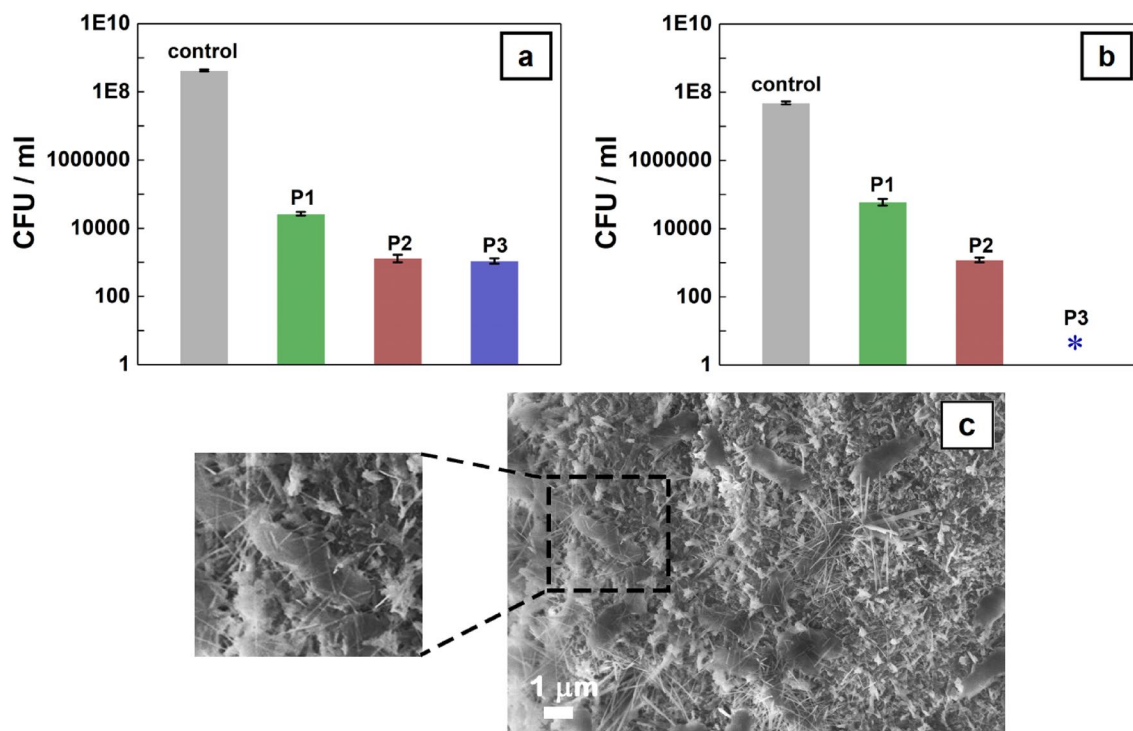 a
CFU / ml
1E10
1E8
1000000
10000
100
1
control
P1
P2
P3
b
CFU / ml
1E10
1E8
1000000
10000
100
1
control
P1
P2
P3
*
c
1 μm